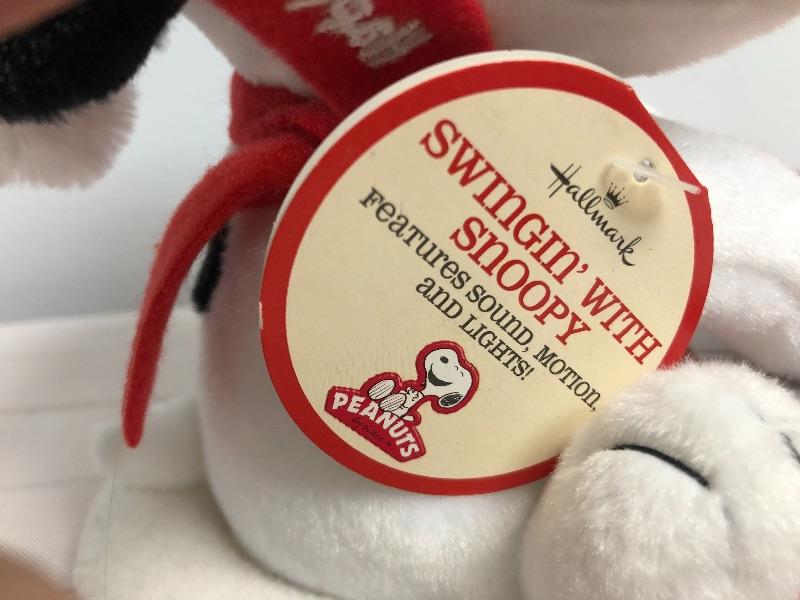 Hallmark
SWINGIN' WITH
SNOOPY
FEATURES SOUND, MOTION,
AND LIGHTS!
PEANUTS